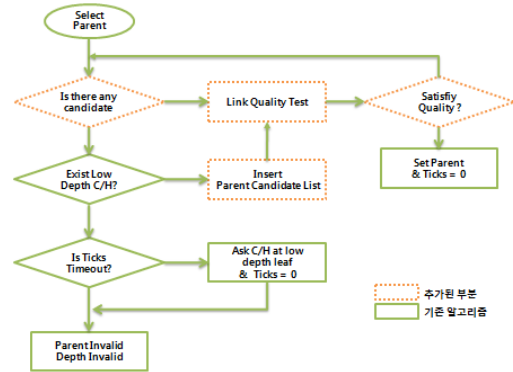 Select
Parent
Is there any
candidate
Link Quality Test
Satisfiy
Quality ?
Exist Low
Depth C/H?
Insert
Parent Candidate List
Set Parent
& Ticks = 0
Is Ticks
Timeout?
Ask C/H at low
depth leaf
& Ticks = 0
추가된 부분
기존 알고리즘
Parent Invalid
Depth Invalid